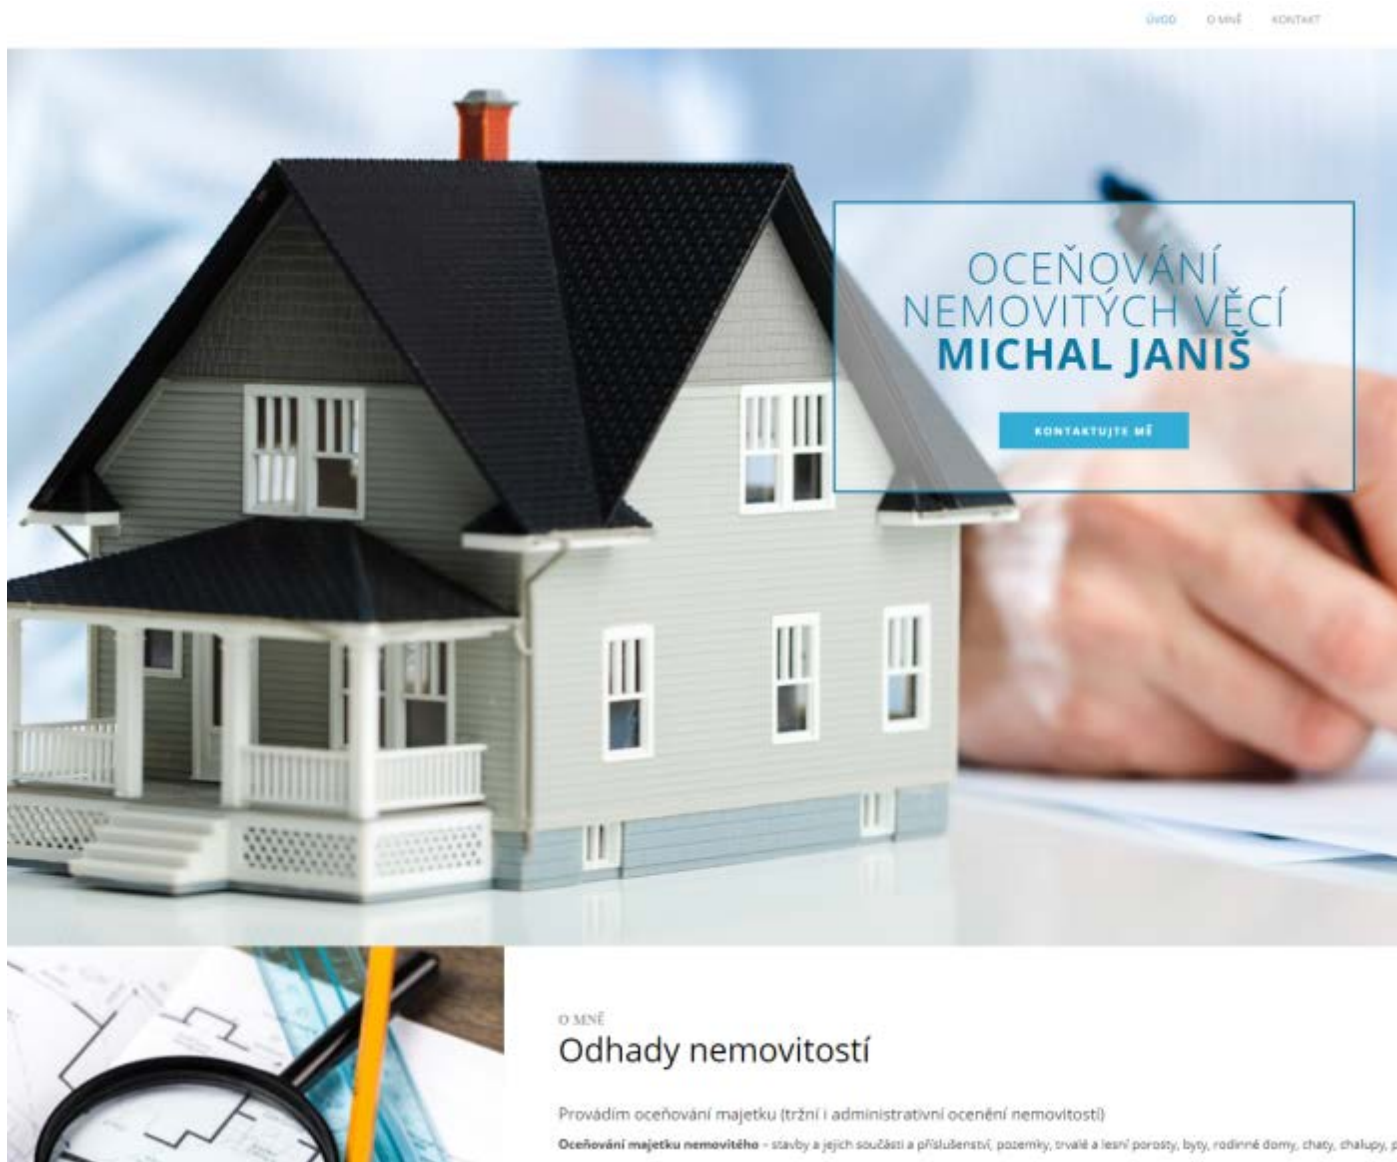 ÚVOD O MNĚ KONTAKT
OCEŇOVÁNÍ
NEMOVITÝCH VĚCÍ
MICHAL JANIŠ
KONTAKTUJTE MĚ
O MNĚ
Odhady nemovitostí
Provádím oceňování majetku (tržní i administrativní ocenění nemovitostí)
Oceňování majetku nemovitého – stavby a jejich součásti a příslušenství, pozemky, trvalé a lesní porosty, byty, rodinné domy, chaty, chalupy,